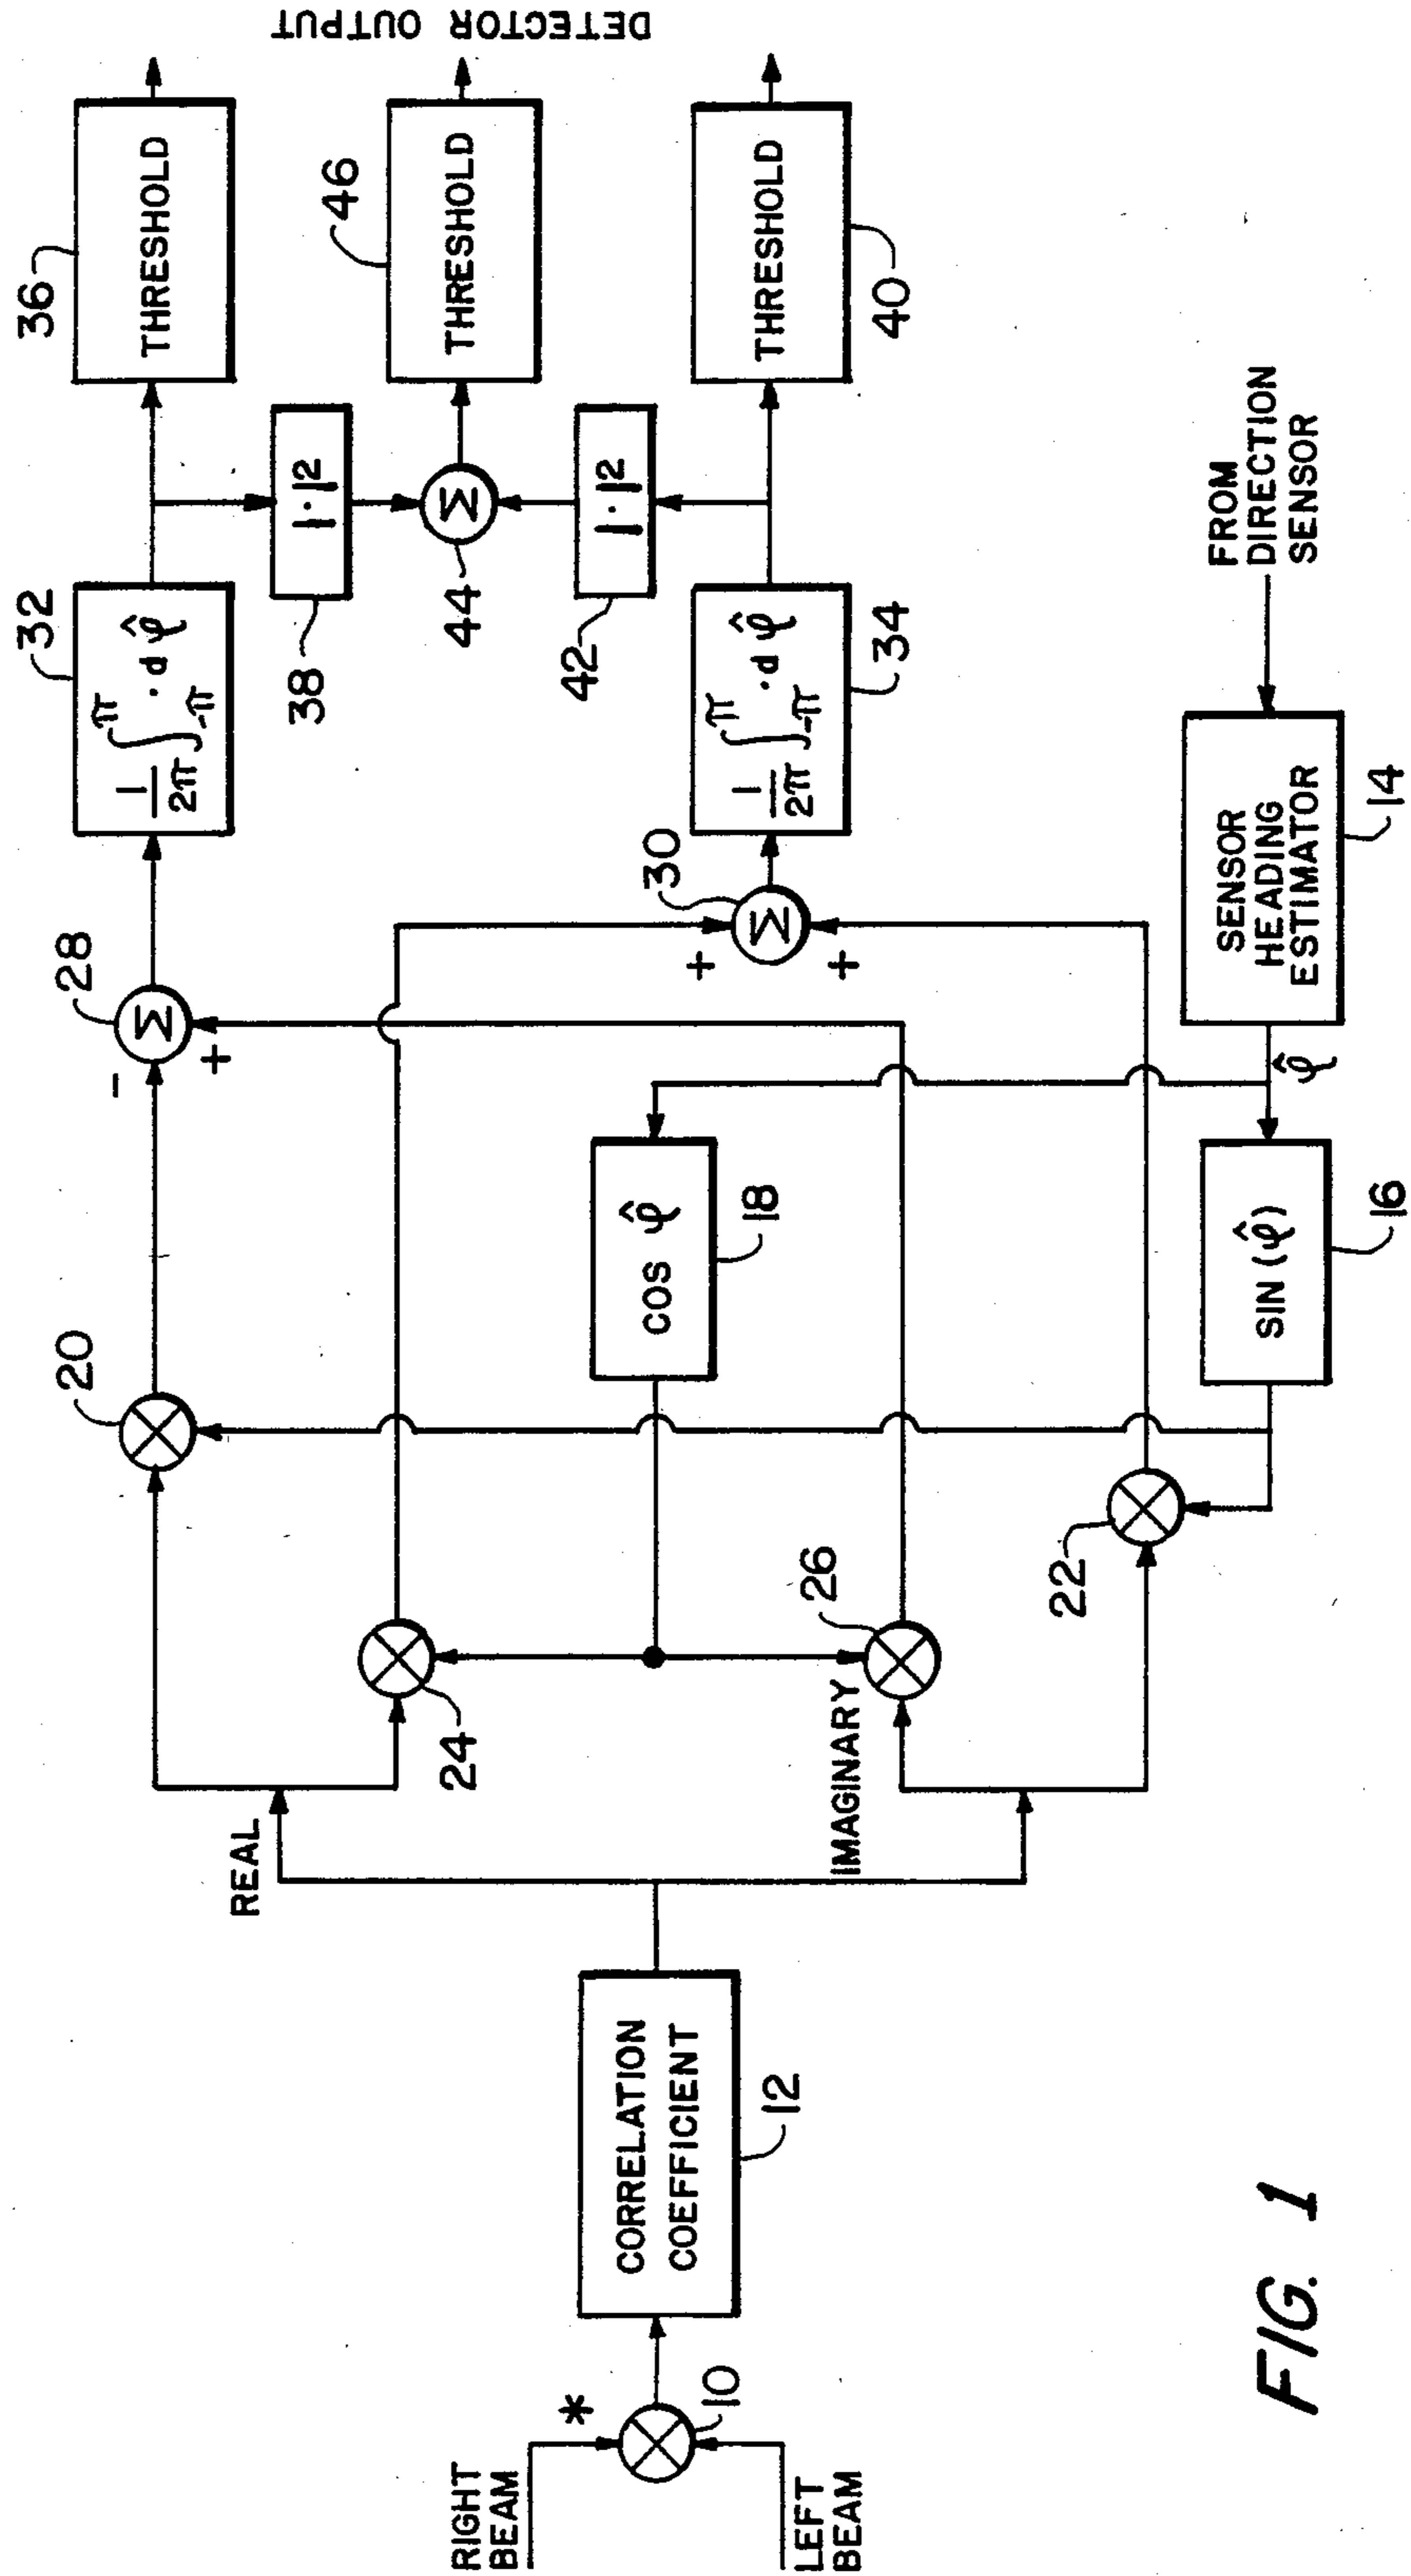 RIGHT
BEAM
LEFT
BEAM
*
10
CORRELATION
COEFFICIENT
12
REAL
IMAGINARY
20
24
26
22
COS φ̂
18
SIN (φ̂)
16
φ̂
SENSOR
HEADING
ESTIMATOR
14
FROM
DIRECTION
SENSOR
-
+
Σ
28
+
+
Σ
30
1/2π ∫_-π^π · d φ̂
32
1/2π ∫_-π^π · d φ̂
34
|·|²
38
|·|²
42
Σ
44
THRESHOLD
36
THRESHOLD
46
THRESHOLD
40
DETECTOR OUTPUT
FIG. 1